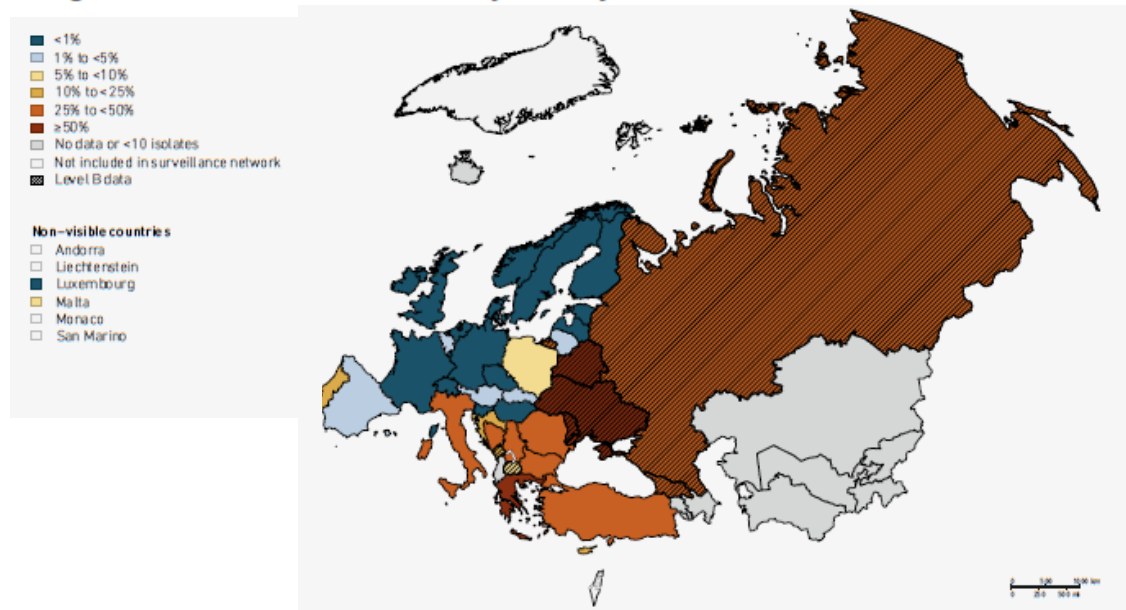 <1%
1% to <5%
5% to <10%
10% to <25%
25% to <50%
≥50%
No data or <10 isolates
Not included in surveillance network
Level B data
Non-visible countries
Andorra
Liechtenstein
Luxembourg
Malta
Monaco
San Marino